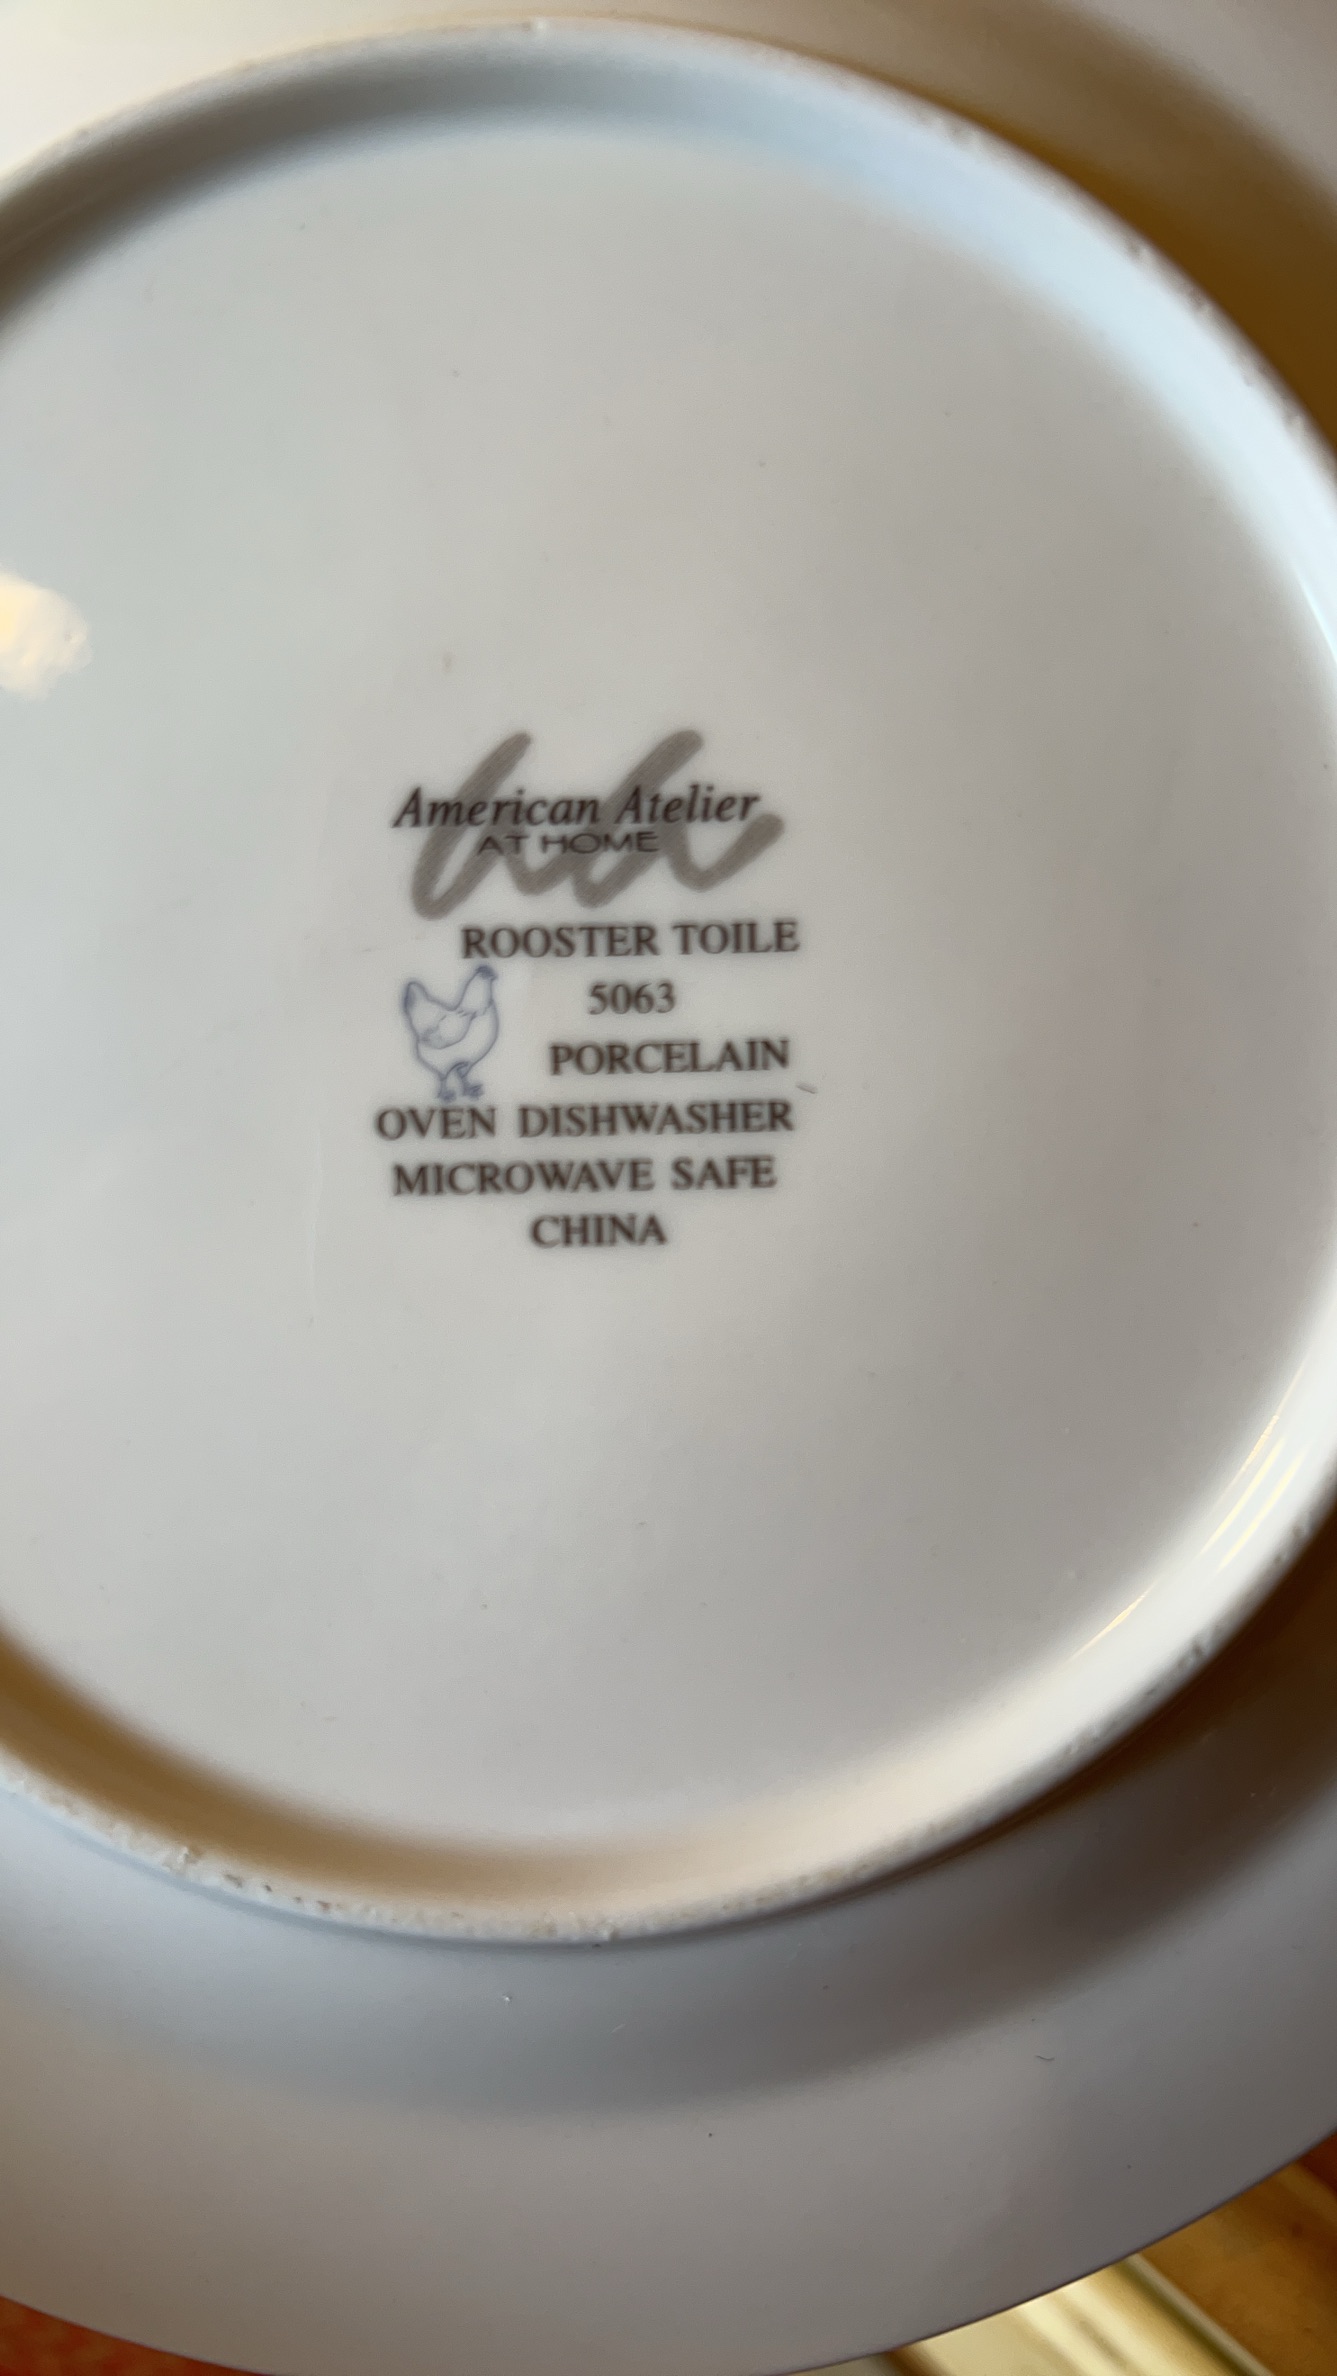 American Atelier
AT HOME
ROOSTER TOILE
5063
PORCELAIN
OVEN DISHWASHER
MICROWAVE SAFE
CHINA